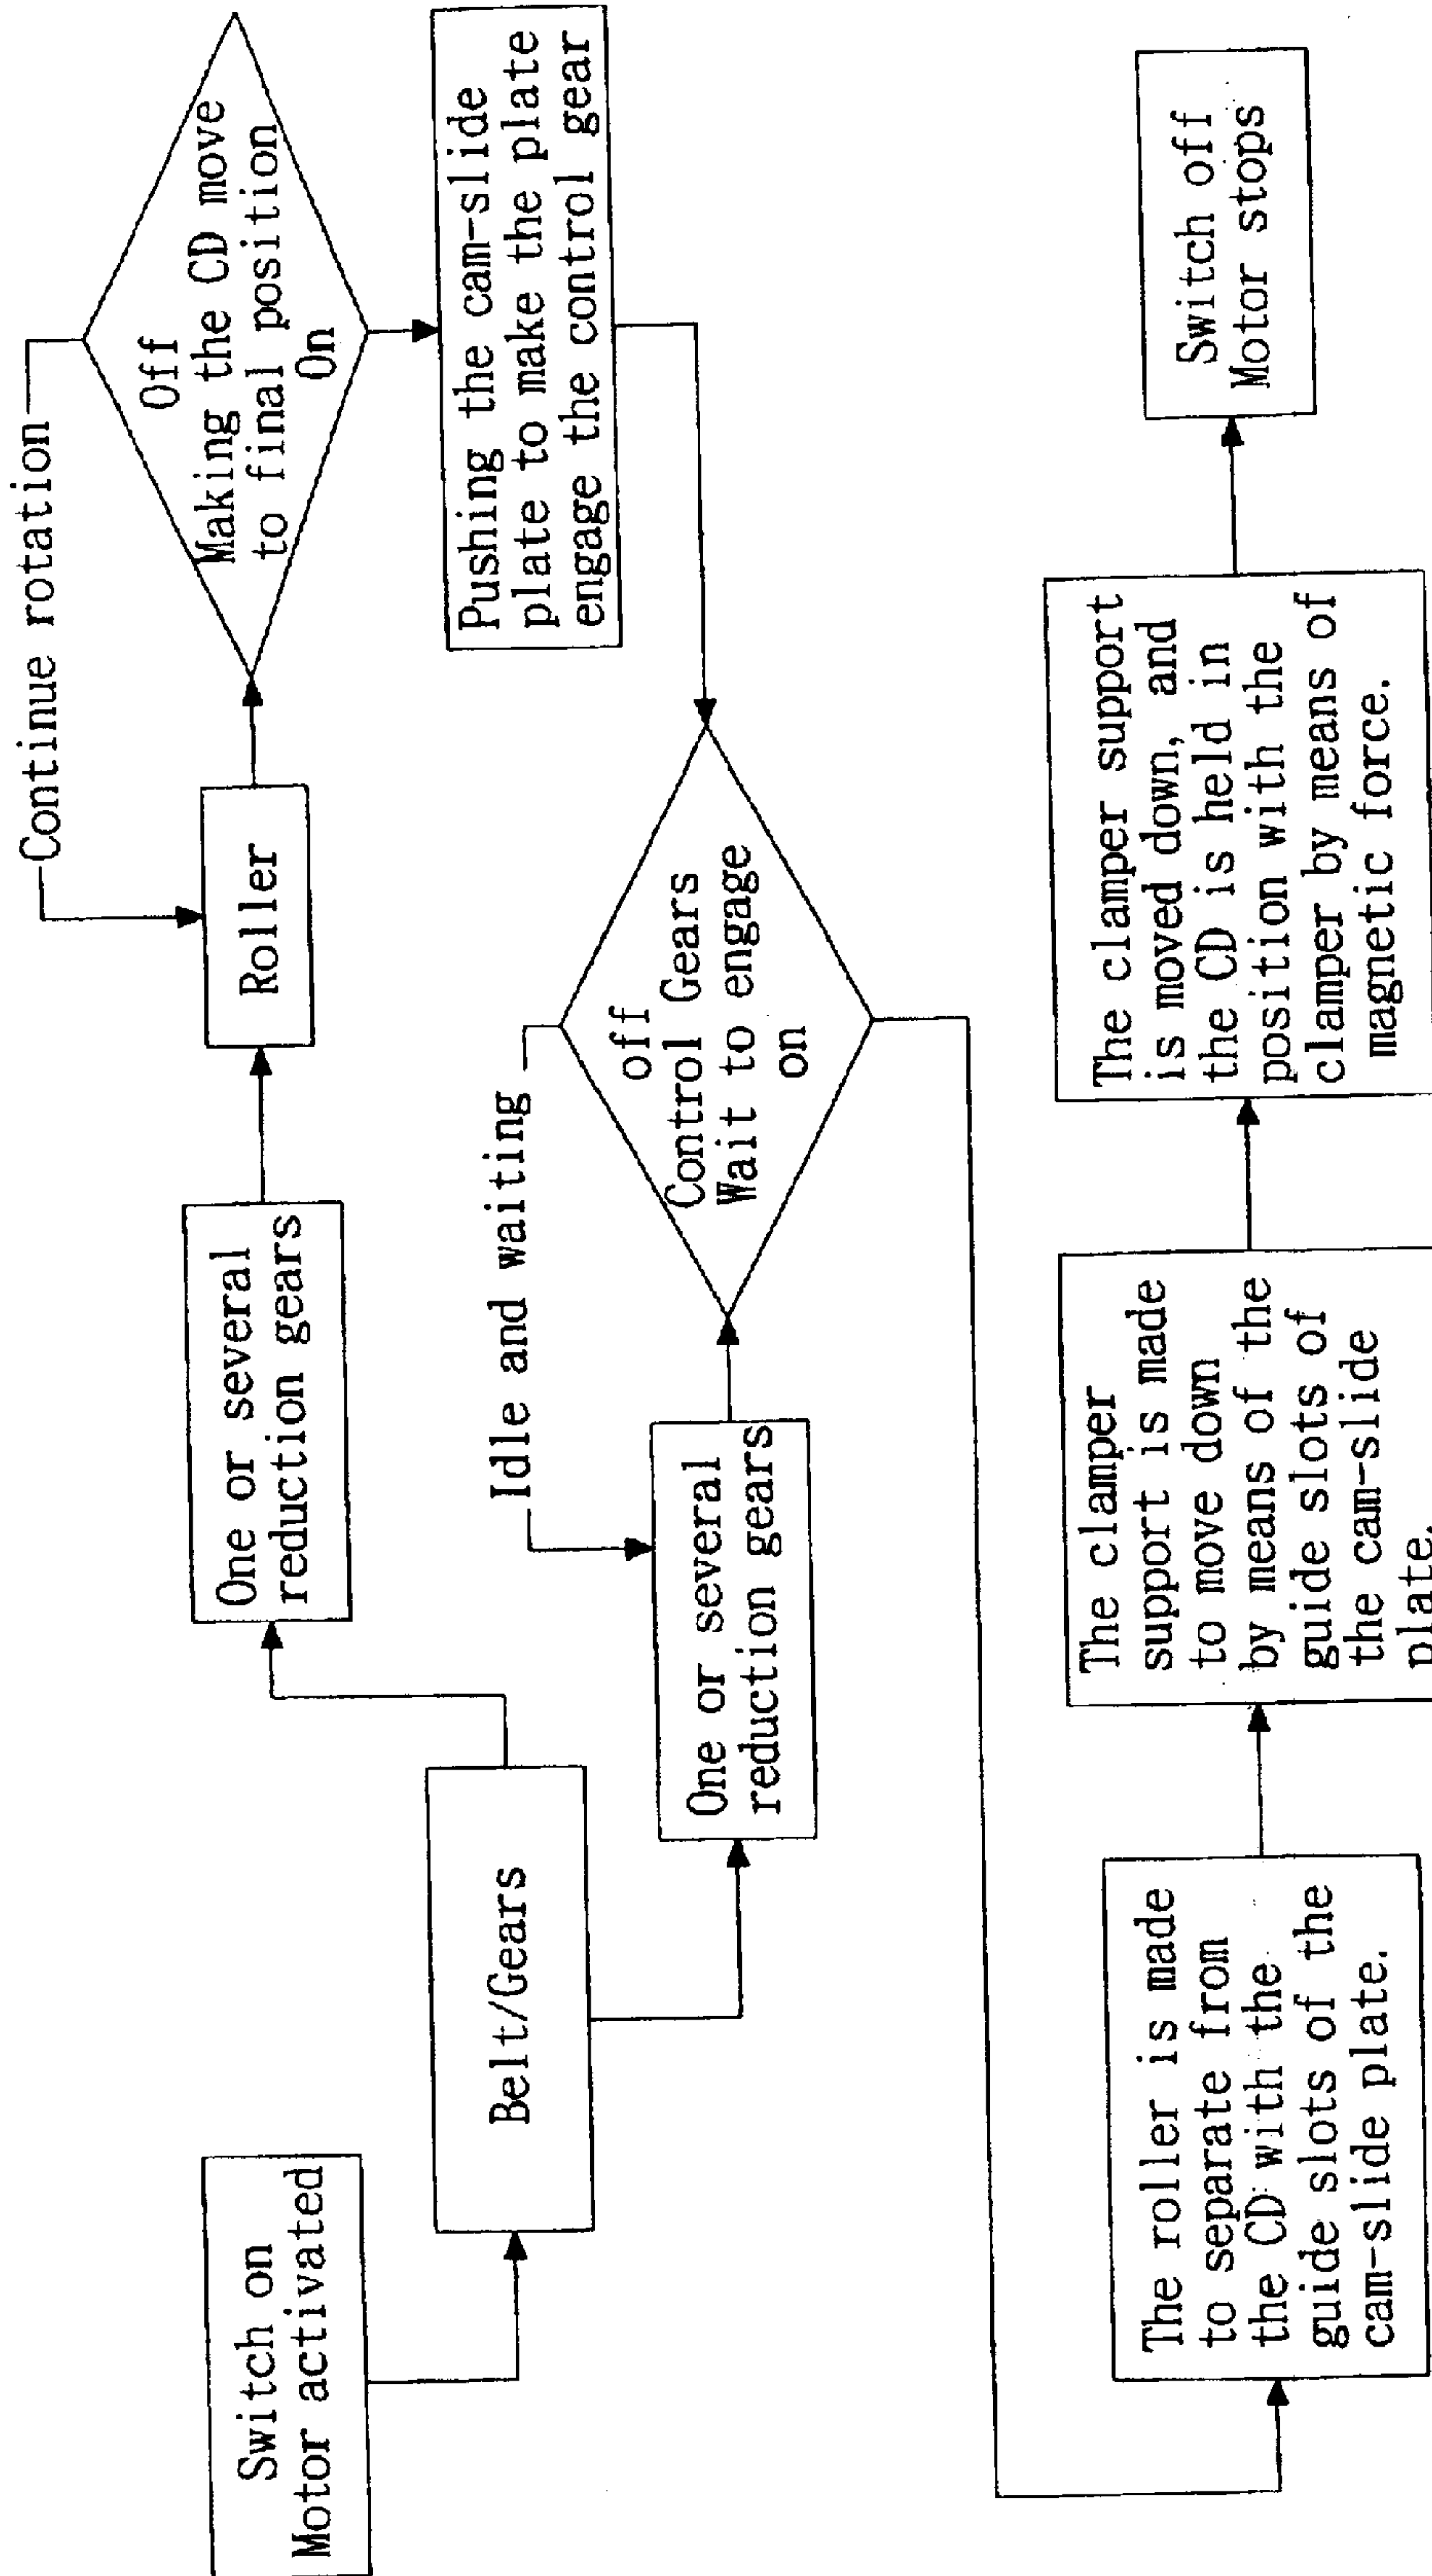 Switch on
Motor activated
Belt/Gears
One or several
reduction gears
Roller
Continue rotation
Off
Making the CD move
to final position
On
Pushing the cam-slide
plate to make the plate
engage the control gear
One or several
reduction gears
Idle and waiting
off
Control Gears
Wait to engage
on
The roller is made
to separate from
the CD with the
guide slots of the
cam-slide plate.
The clamper
support is made
to move down
by means of the
guide slots of
the cam-slide
plate.
The clamper support
is moved down, and
the CD is held in
position with the
clamper by means of
magnetic force.
Switch off
Motor stops